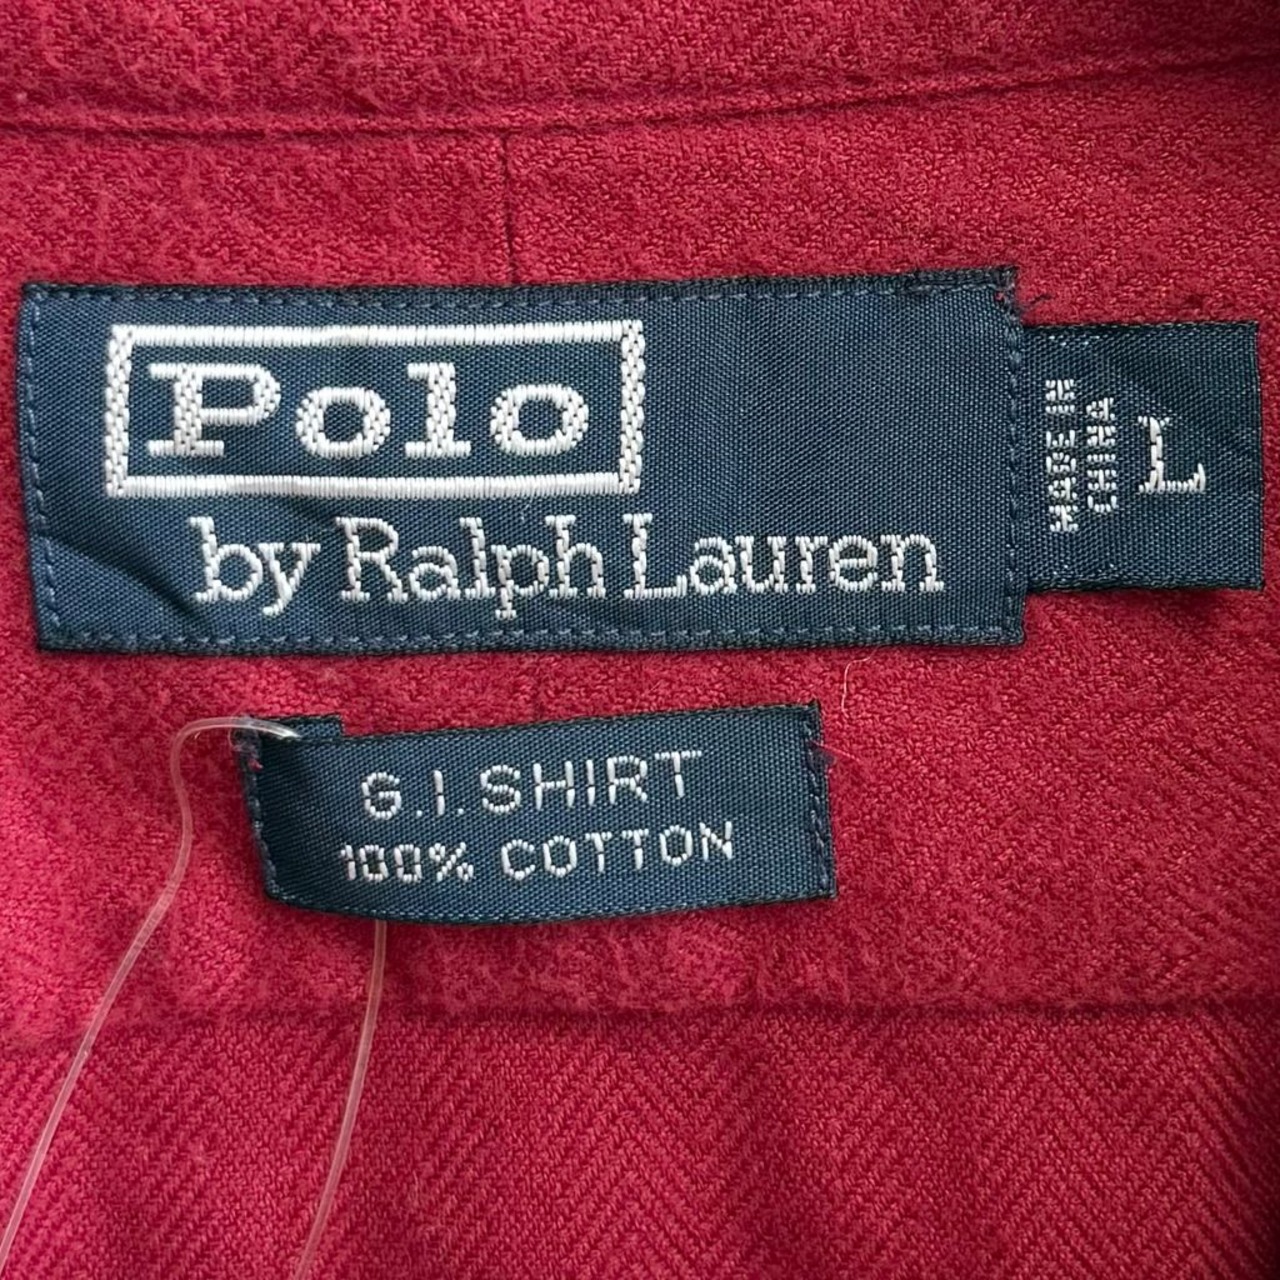 Polo
by Ralph Lauren
MADE IN
CHINA
L
G.I. SHIRT
100% COTTON